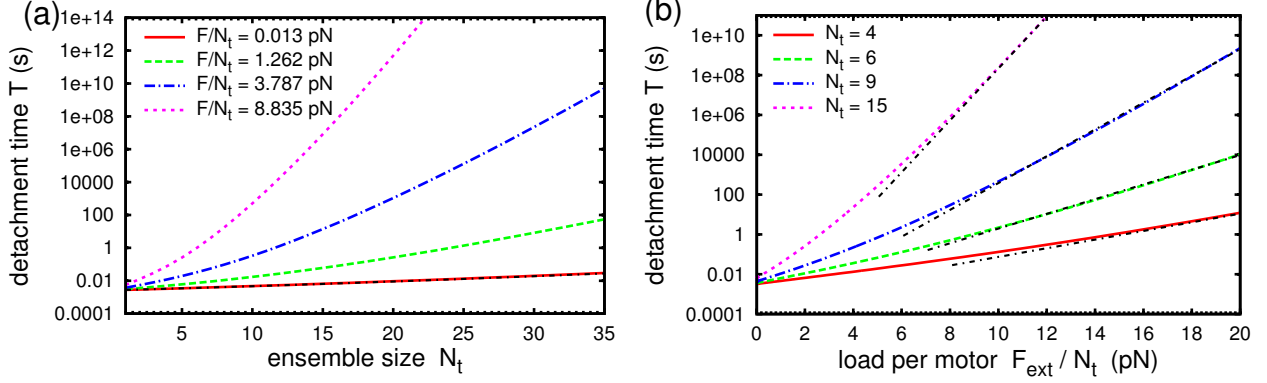 (a)
detachment time T (s)
1e+14
1e+12
1e+10
1e+08
1e+06
10000
100
1
0.01
0.0001
F/N_t = 0.013 pN
F/N_t = 1.262 pN
F/N_t = 3.787 pN
F/N_t = 8.835 pN
5 10 15 20 25 30 35
ensemble size N_t
(b)
detachment time T (s)
1e+10
1e+08
1e+06
10000
100
1
0.01
0.0001
N_t = 4
N_t = 6
N_t = 9
N_t = 15
0 2 4 6 8 10 12 14 16 18 20
load per motor F_ext / N_t (pN)